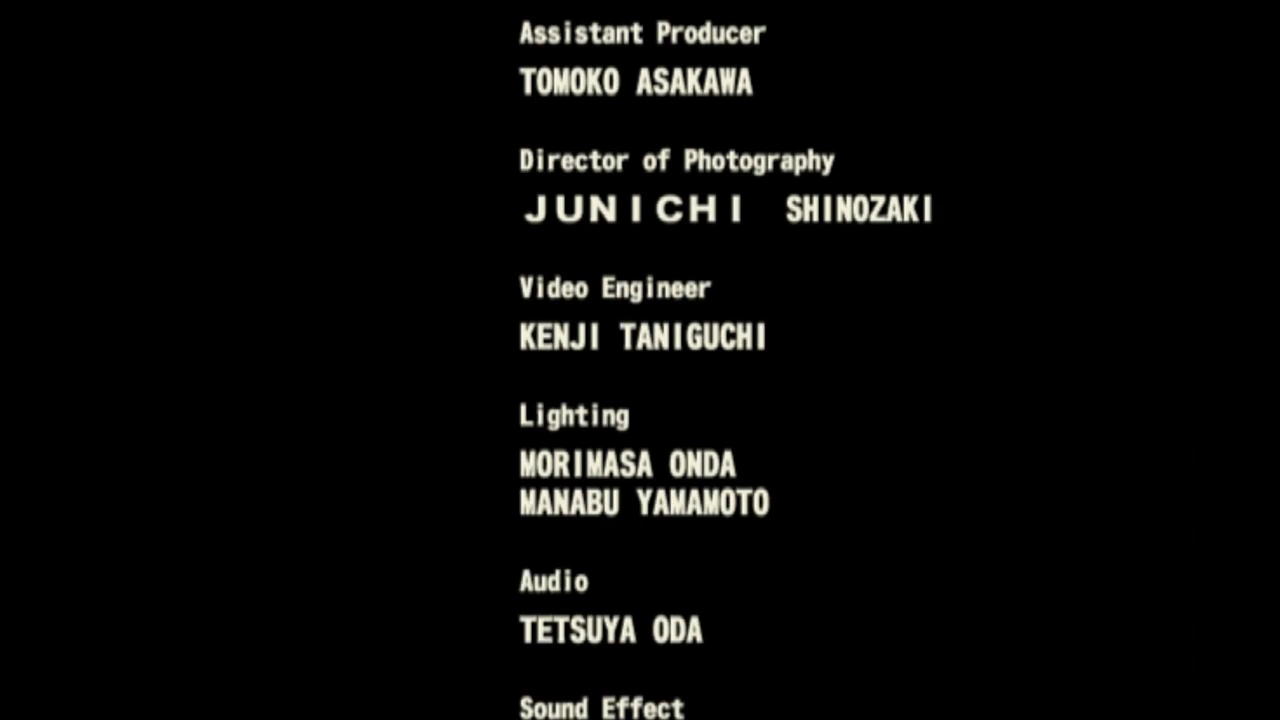 Assistant Producer
TOMOKO ASAKAWA
Director of Photography
ＪＵＮＩＣＨＩ　SHINOZAKI
Video Engineer
KENJI TANIGUCHI
Lighting
MORIMASA ONDA
MANABU YAMAMOTO
Audio
TETSUYA ODA
Sound Effect